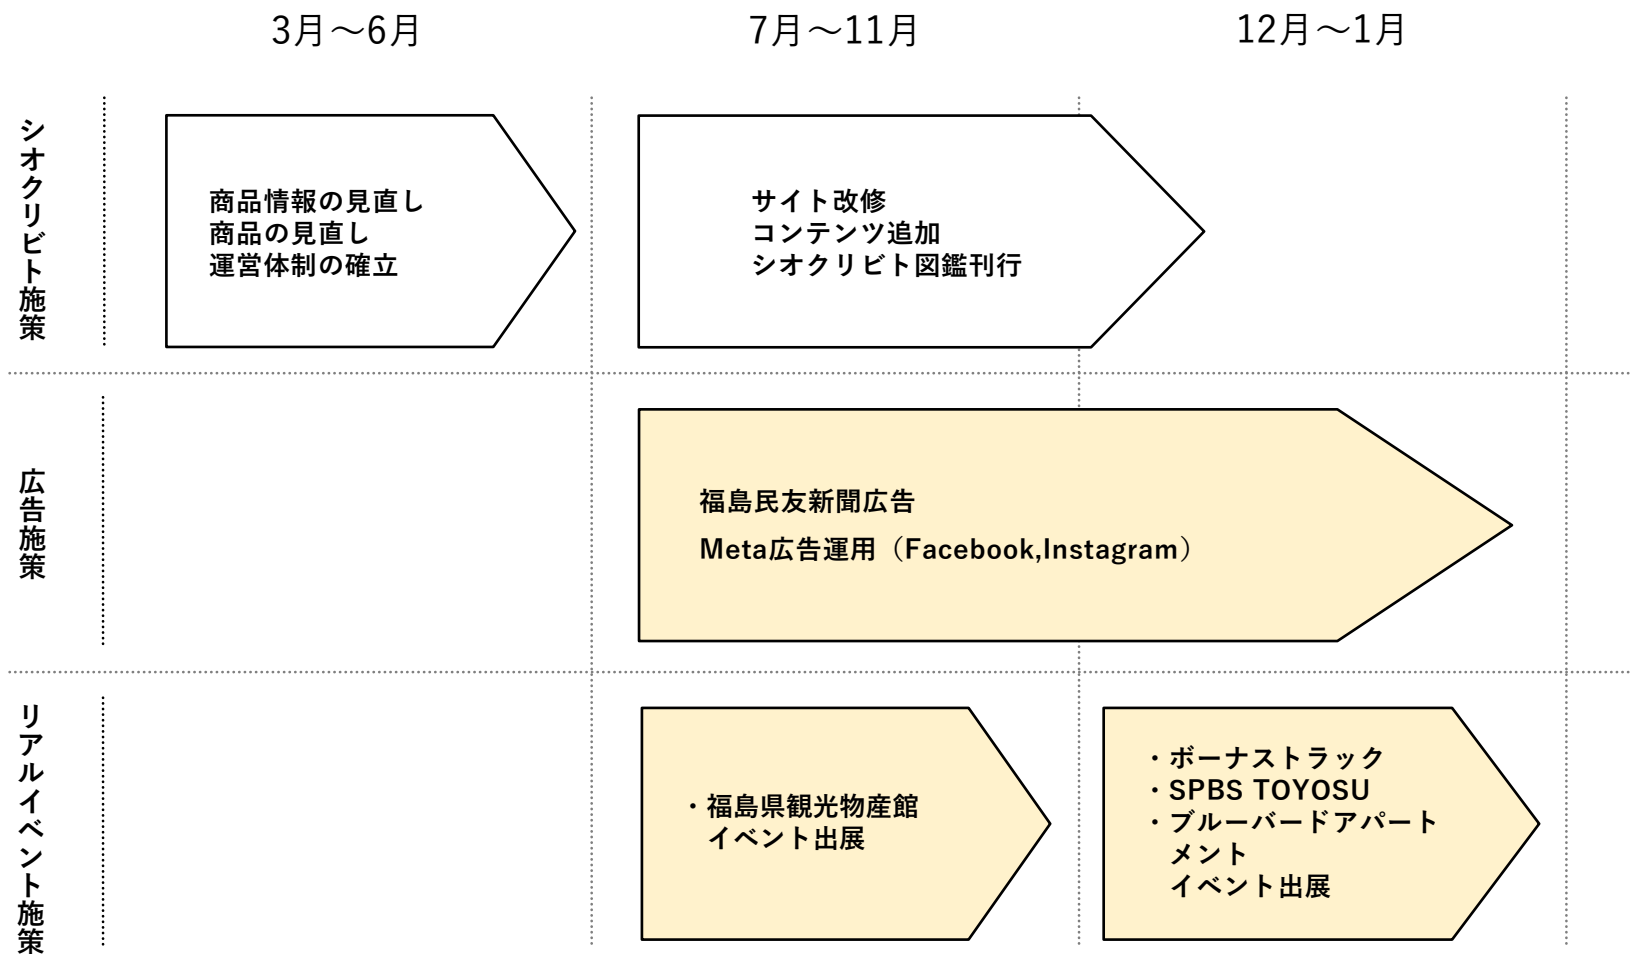 3月〜6月
7月〜11月
12月〜1月
シオクリビト施策
商品情報の見直し
商品の見直し
運営体制の確立
サイト改修
コンテンツ追加
シオクリビト図鑑刊行
広告施策
福島民友新聞広告
Meta広告運用（Facebook,Instagram）
リアルイベント施策
・福島県観光物産館
イベント出展
・ボーナストラック
・SPBS TOYOSU
・ブルーバードアパート
メント
イベント出展